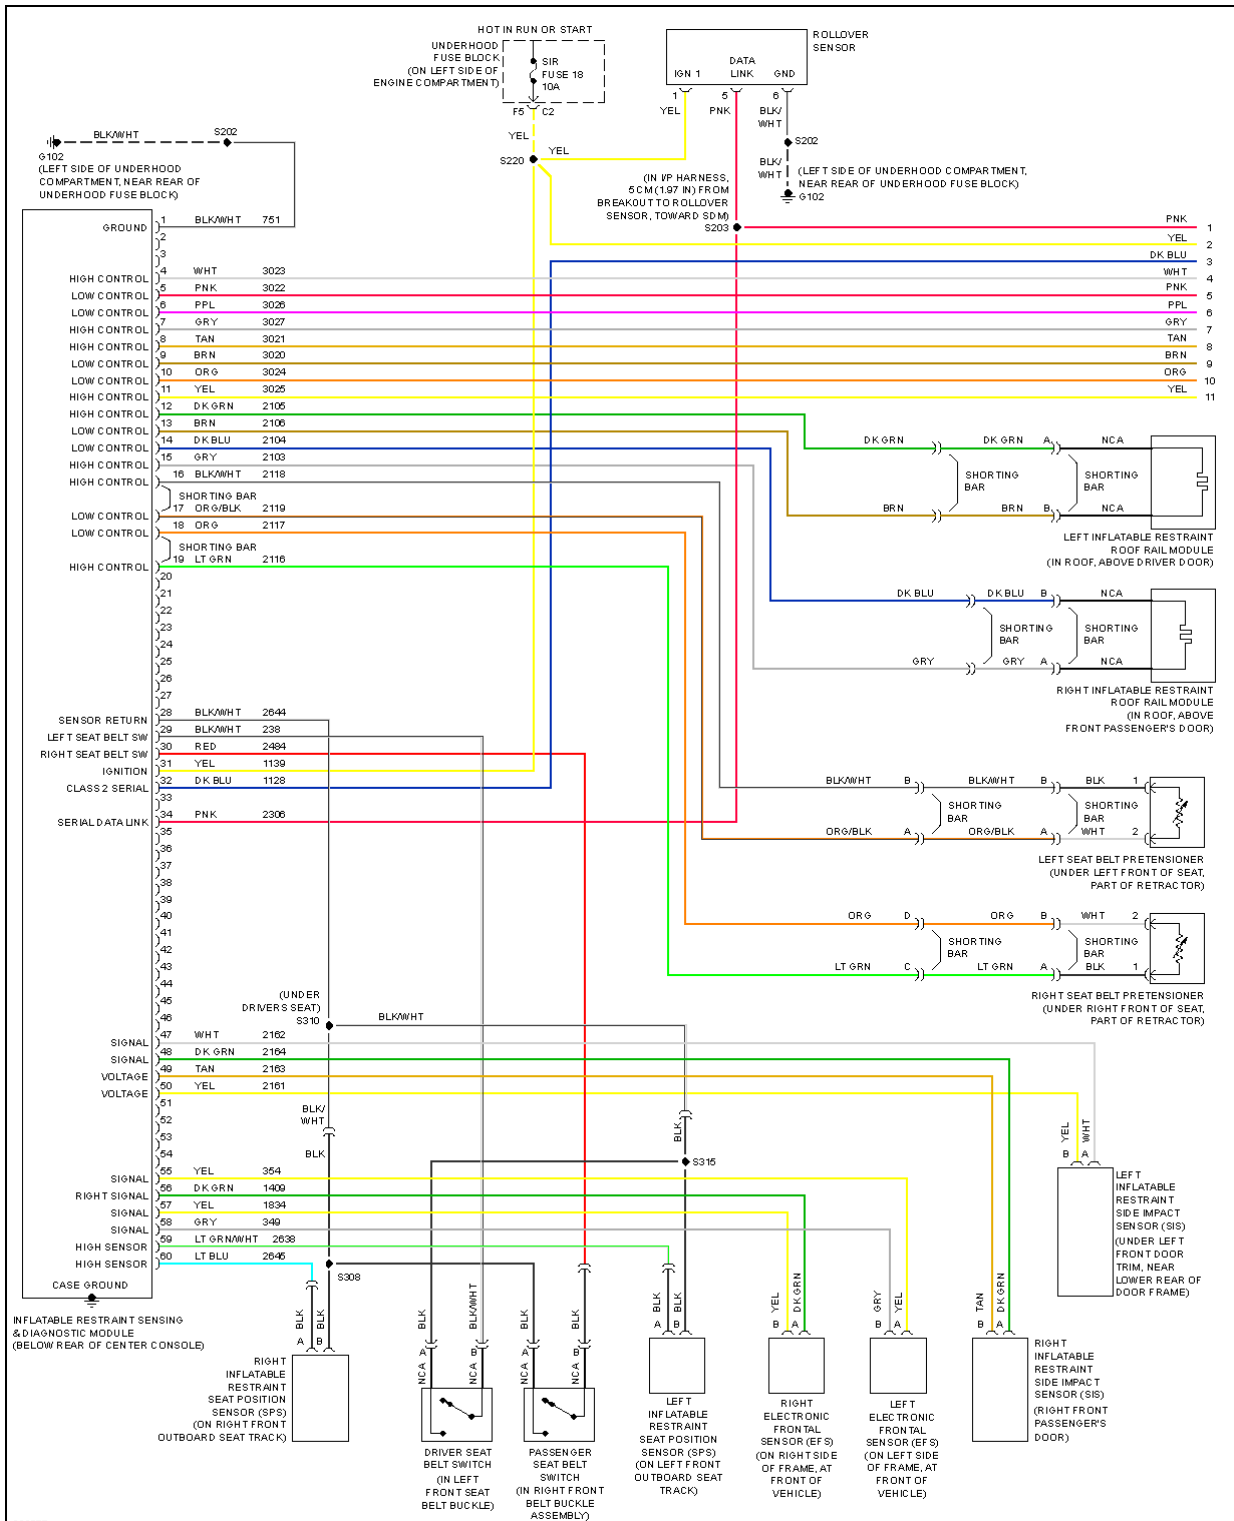 HOT IN RUN OR START
UNDERHOOD
FUSE BLOCK
(ON LEFT SIDE OF
ENGINE COMPARTMENT)
SIR
FUSE 18
10A
F5 C2
YEL
S220
YEL
ROLLOVER
SENSOR
DATA
LINK
IGN 1
GND
1 5 6
YEL
PNK
BLK/
WHT
S202
BLK/
WHT
(LEFT SIDE OF UNDERHOOD COMPARTMENT,
NEAR REAR OF UNDERHOOD FUSE BLOCK)
G102
(IN I/P HARNESS,
5 CM (1.97 IN) FROM
BREAKOUT TO ROLLOVER
SENSOR, TOWARD SDM)
S203
BLK/WHT
S202
G102
(LEFT SIDE OF UNDERHOOD
COMPARTMENT, NEAR REAR OF
UNDERHOOD FUSE BLOCK)
GROUND 1 BLK/WHT 751
2
3
HIGH CONTROL 4 WHT 3023
LOW CONTROL 5 PNK 3022
LOW CONTROL 6 PPL 3026
HIGH CONTROL 7 GRY 3027
HIGH CONTROL 8 TAN 3021
LOW CONTROL 9 BRN 3020
LOW CONTROL 10 ORG 3024
HIGH CONTROL 11 YEL 3025
HIGH CONTROL 12 DK GRN 2105
LOW CONTROL 13 BRN 2106
LOW CONTROL 14 DK BLU 2104
HIGH CONTROL 15 GRY 2103
HIGH CONTROL 16 BLK/WHT 2118
SHORTING BAR
LOW CONTROL 17 ORG/BLK 2119
LOW CONTROL 18 ORG 2117
SHORTING BAR
HIGH CONTROL 19 LT GRN 2116
20
21
22
23
24
25
26
27
SENSOR RETURN 28 BLK/WHT 2644
LEFT SEAT BELT SW 29 BLK/WHT 238
RIGHT SEAT BELT SW 30 RED 2484
IGNITION 31 YEL 1139
CLASS 2 SERIAL 32 DK BLU 1128
33
SERIAL DATA LINK 34 PNK 2306
35
36
37
38
39
40
41
42
43
44
45
46
SIGNAL 47 WHT 2162
SIGNAL 48 DK GRN 2164
VOLTAGE 49 TAN 2163
VOLTAGE 50 YEL 2161
51
52
53
54
SIGNAL 55 YEL 354
RIGHT SIGNAL 56 DK GRN 1409
SIGNAL 57 YEL 1834
SIGNAL 58 GRY 349
HIGH SENSOR 59 LT GRN/WHT 2638
HIGH SENSOR 60 LT BLU 2645
CASE GROUND
INFLATABLE RESTRAINT SENSING
& DIAGNOSTIC MODULE
(BELOW REAR OF CENTER CONSOLE)
PNK 1
YEL 2
DK BLU 3
WHT 4
PNK 5
PPL 6
GRY 7
TAN 8
BRN 9
ORG 10
YEL 11
DK GRN DK GRN A NCA
SHORTING
BAR
SHORTING
BAR
BRN BRN B NCA
LEFT INFLATABLE RESTRAINT
ROOF RAIL MODULE
(IN ROOF, ABOVE DRIVER DOOR)
DK BLU DK BLU B NCA
SHORTING
BAR
SHORTING
BAR
GRY GRY A NCA
RIGHT INFLATABLE RESTRAINT
ROOF RAIL MODULE
(IN ROOF, ABOVE
FRONT PASSENGER'S DOOR)
BLK/WHT B BLK/WHT B BLK 1
SHORTING
BAR
SHORTING
BAR
ORG/BLK A ORG/BLK A WHT 2
LEFT SEAT BELT PRETENSIONER
(UNDER LEFT FRONT OF SEAT,
PART OF RETRACTOR)
ORG D ORG B WHT 2
SHORTING
BAR
SHORTING
BAR
LT GRN C LT GRN A BLK 1
RIGHT SEAT BELT PRETENSIONER
(UNDER RIGHT FRONT OF SEAT,
PART OF RETRACTOR)
(UNDER
DRIVERS SEAT)
S310
BLK/WHT
BLK/
WHT
BLK
S308
BLK
S315
BLK BLK
A B
RIGHT
INFLATABLE
RESTRAINT
SEAT POSITION
SENSOR (SPS)
(ON RIGHT FRONT
OUTBOARD SEAT TRACK)
BLK BLK/WHT
A B
NCA NCA
DRIVER SEAT
BELT SWITCH
(IN LEFT
FRONT SEAT
BELT BUCKLE)
BLK BLK
A B
NCA NCA
PASSENGER
SEAT BELT
SWITCH
(IN RIGHT FRONT
BELT BUCKLE
ASSEMBLY)
BLK BLK
A B
LEFT
INFLATABLE
RESTRAINT
SEAT POSITION
SENSOR (SPS)
(ON LEFT FRONT
OUTBOARD SEAT
TRACK)
YEL DK GRN
B A
RIGHT
ELECTRONIC
FRONTAL
SENSOR (EFS)
(ON RIGHT SIDE
OF FRAME, AT
FRONT OF
VEHICLE)
GRY YEL
B A
LEFT
ELECTRONIC
FRONTAL
SENSOR (EFS)
(ON LEFT SIDE
OF FRAME, AT
FRONT OF
VEHICLE)
TAN DK GRN
B A
RIGHT
INFLATABLE
RESTRAINT
SIDE IMPACT
SENSOR (SIS)
(RIGHT FRONT
PASSENGER'S
DOOR)
YEL WHT
B A
LEFT
INFLATABLE
RESTRAINT
SIDE IMPACT
SENSOR (SIS)
(UNDER LEFT
FRONT DOOR
TRIM, NEAR
LOWER REAR OF
DOOR FRAME)